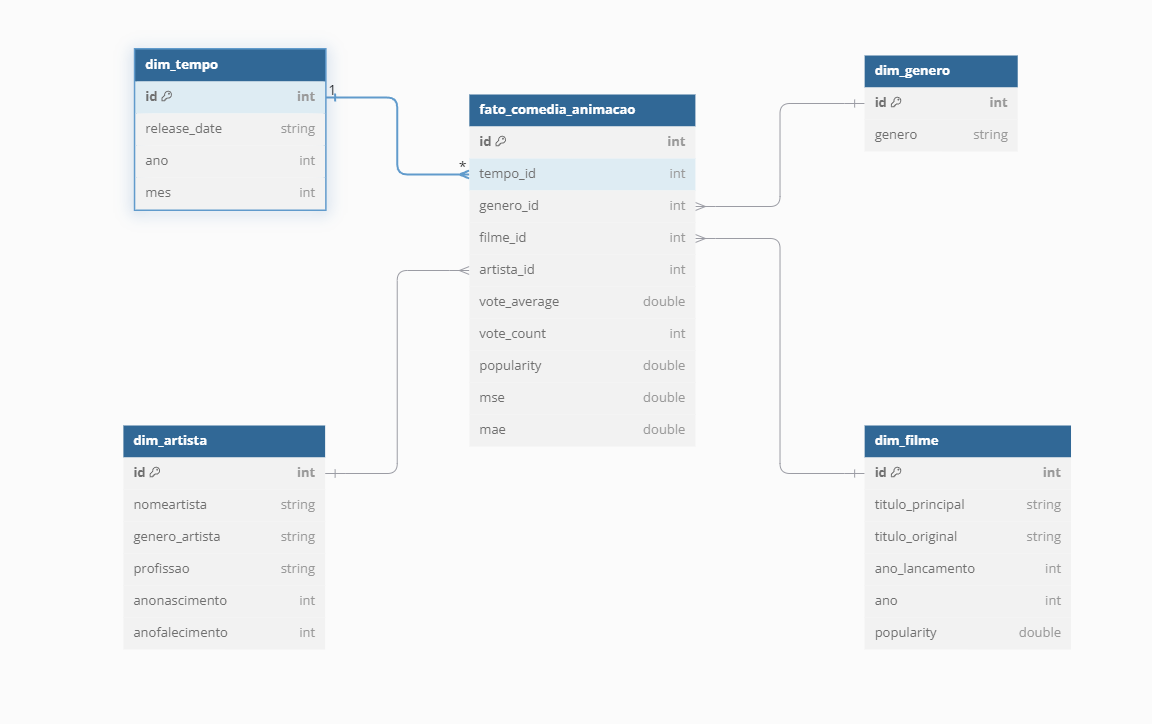 dim_tempo
id int
release_date string
ano int
mes int
1
*
fato_comedia_animacao
id int
tempo_id int
genero_id int
filme_id int
artista_id int
vote_average double
vote_count int
popularity double
mse double
mae double
dim_genero
id int
genero string
dim_artista
id int
nomeartista string
genero_artista string
profissao string
anonascimento int
anofalecimento int
dim_filme
id int
titulo_principal string
titulo_original string
ano_lancamento int
ano int
popularity double